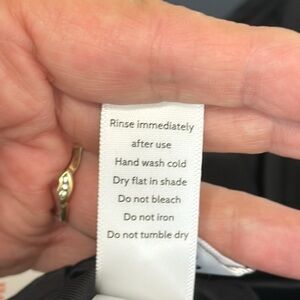 Rinse immediately
after use
Hand wash cold
Dry flat in shade
Do not bleach
Do not iron
Do not tumble dry